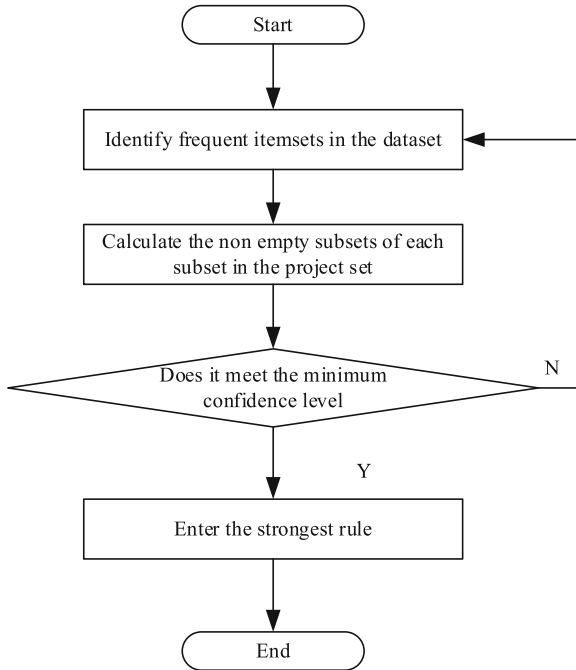 Start
Identify frequent itemsets in the dataset
Calculate the non empty subsets of each
subset in the project set
Does it meet the minimum
confidence level
N
Y
Enter the strongest rule
End